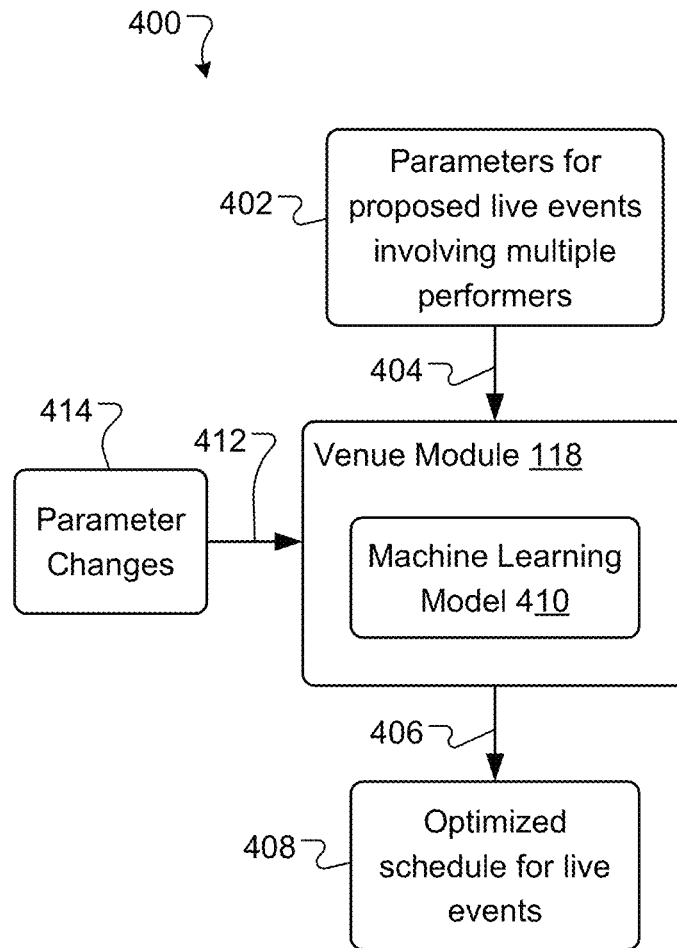 400
Parameters for
proposed live events
involving multiple
performers
402
404
414
412
Venue Module 118
Parameter
Changes
Machine Learning
Model 410
406
408
Optimized
schedule for live
events